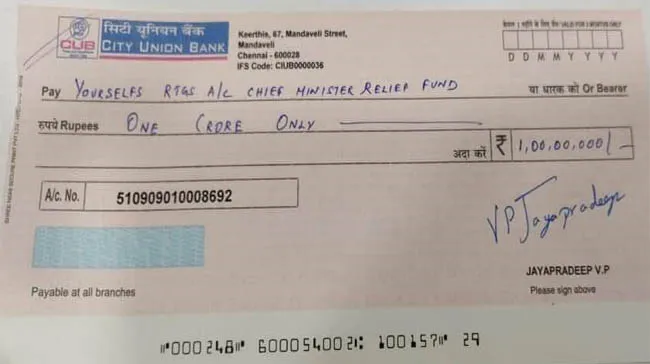 सिटी यूनियन बैंक
CUB CITY UNION BANK
Keerthis, 67, Mandaveli Street,
Mandaveli
Chennai - 600028
IFS Code: CIUB0000036
D D M M Y Y Y Y
Pay YOURSELFS RTGS A/C CHIEF MINISTER RELIEF FUND या धारक को Or Bearer
रुपये Rupees ONE CRORE ONLY
अदा करें ₹ 1,00,00,000/-
A/c. No. 510909010008692
VP Jayapradeep
JAYAPRADEEP V.P
Payable at all branches
Please sign above
⑈000248⑈ 600054002⑆ 100157⑈ 29